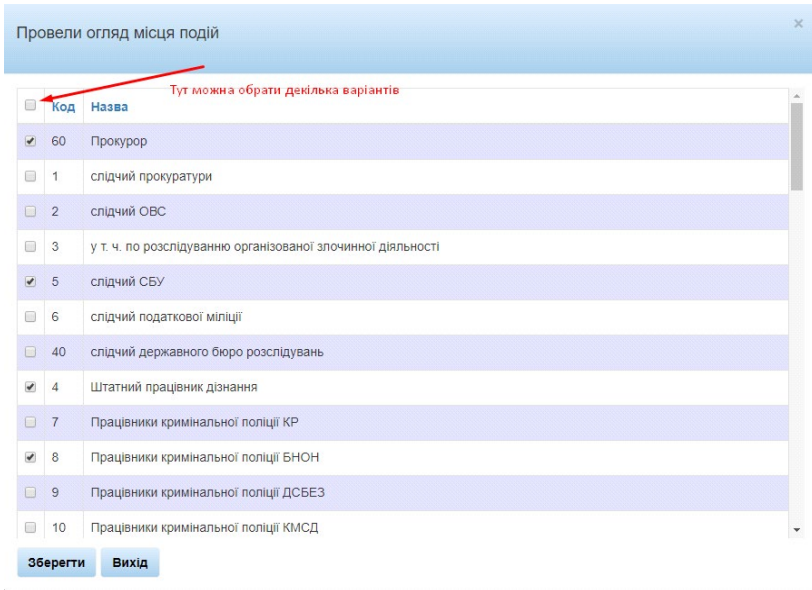 Провели огляд місця подій
×
Тут можна обрати декілька варіантів
Код Назва
60 Прокурор
1 слідчий прокуратури
2 слідчий ОВС
3 у т. ч. по розслідуванню організованої злочинної діяльності
5 слідчий СБУ
6 слідчий податкової міліції
40 слідчий державного бюро розслідувань
4 Штатний працівник дізнання
7 Працівники кримінальної поліції КР
8 Працівники кримінальної поліції БНОН
9 Працівники кримінальної поліції ДСБЕЗ
10 Працівники кримінальної поліції КМСД
Зберегти Вихід